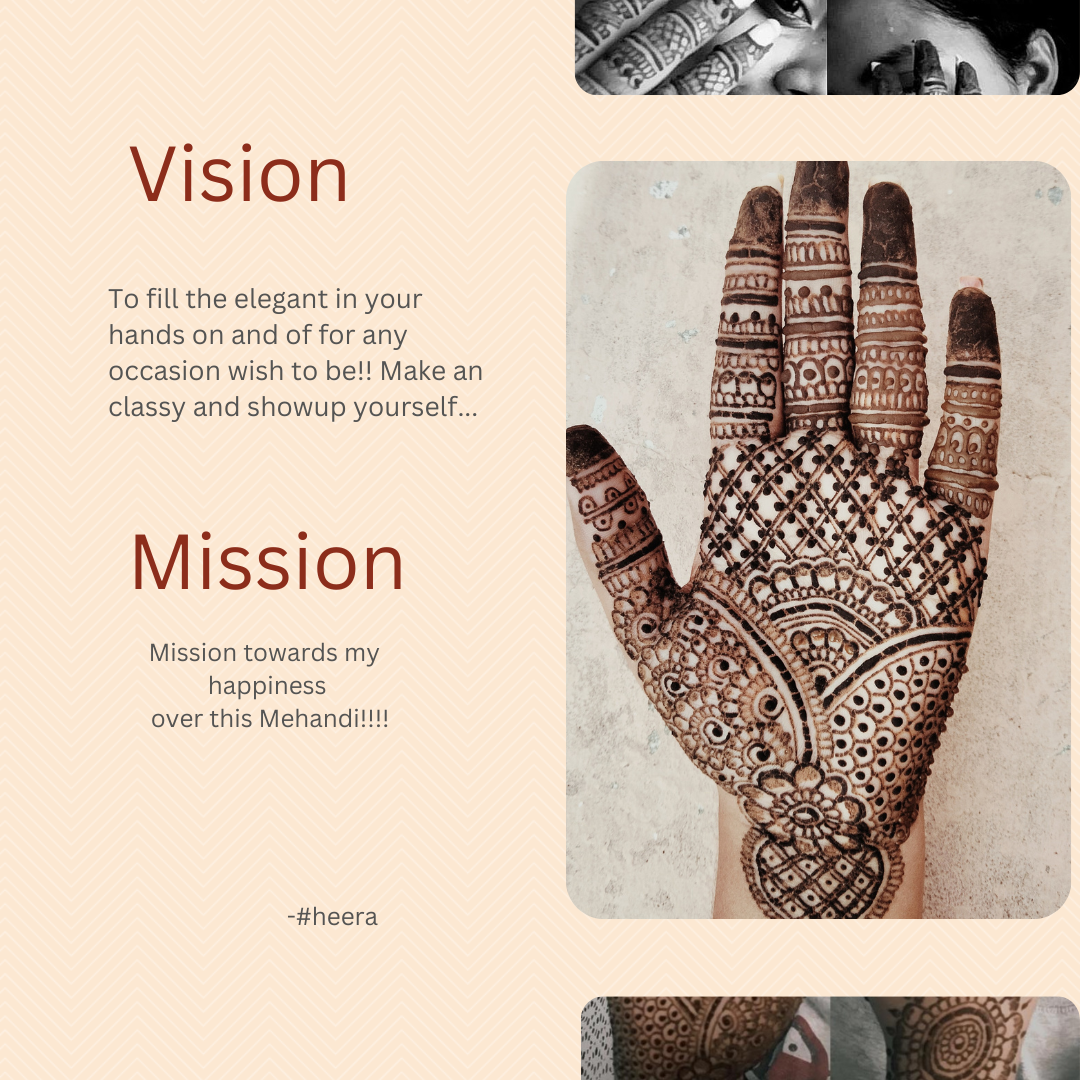 Vision
To fill the elegant in your
hands on and of for any
occasion wish to be!! Make an
classy and showup yourself...
Mission
Mission towards my
happiness
over this Mehandi!!!!
-#heera